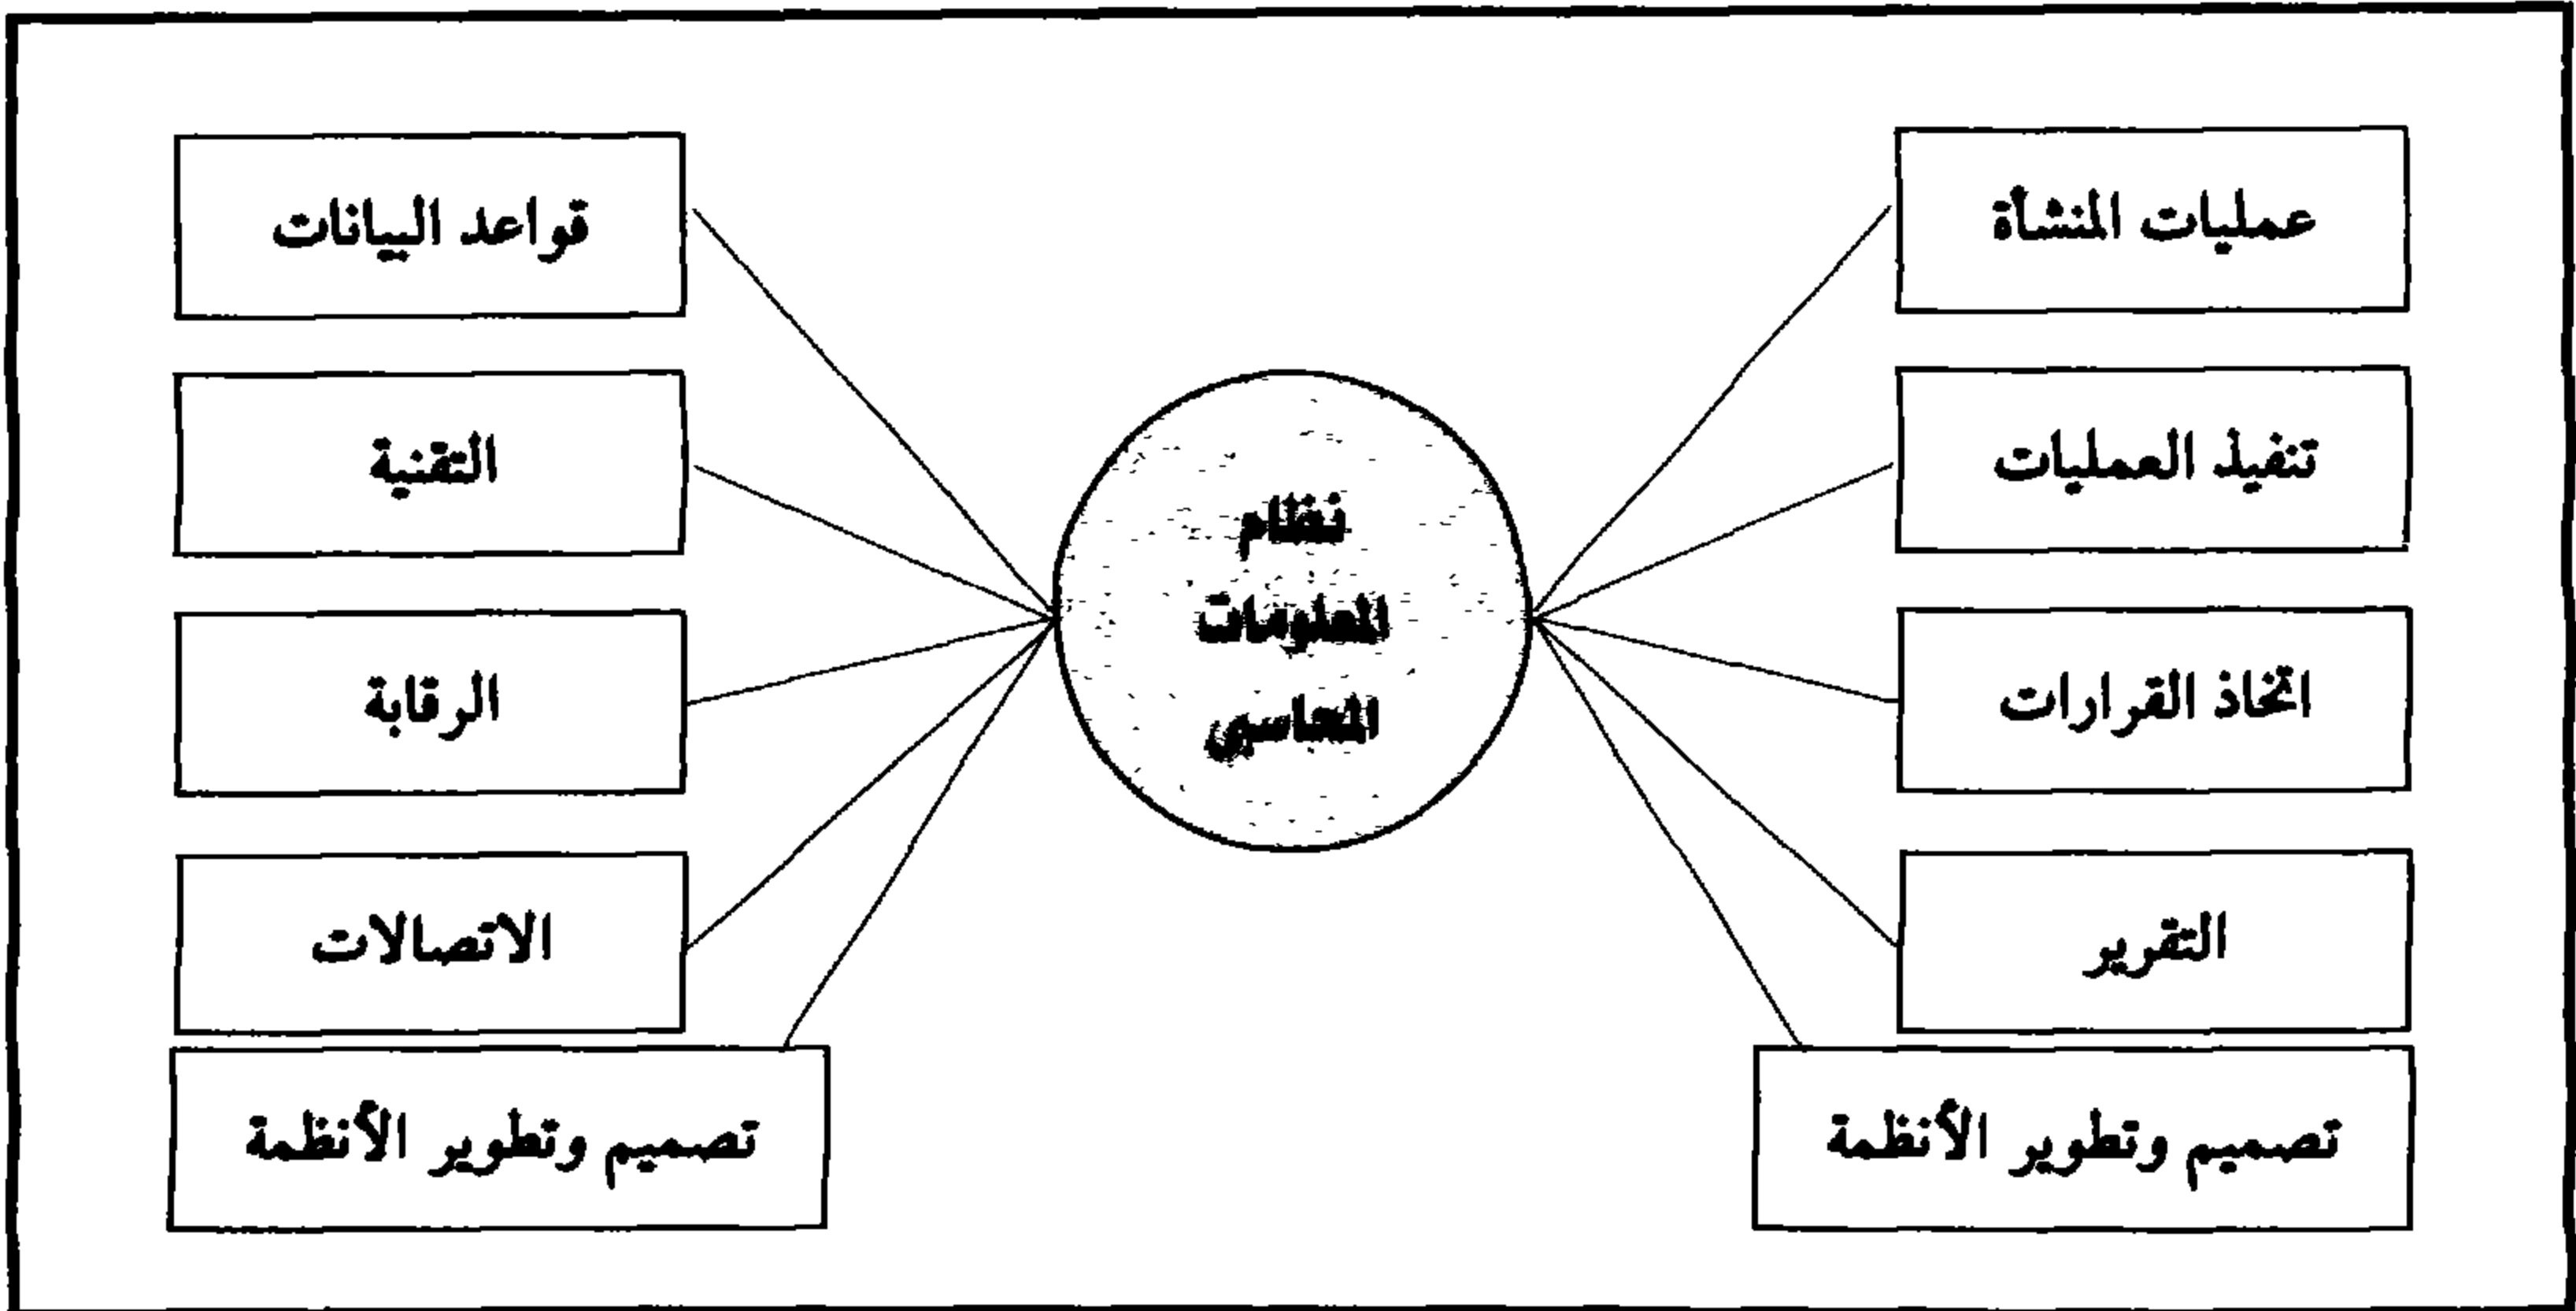 عمليات المنشأة
تنفيذ العمليات
اتخاذ القرارات
التقرير
تصميم وتطوير الأنظمة
نظام
المعلومات
المحاسبي
قواعد البيانات
التقنية
الرقابة
الاتصالات
تصميم وتطوير الأنظمة